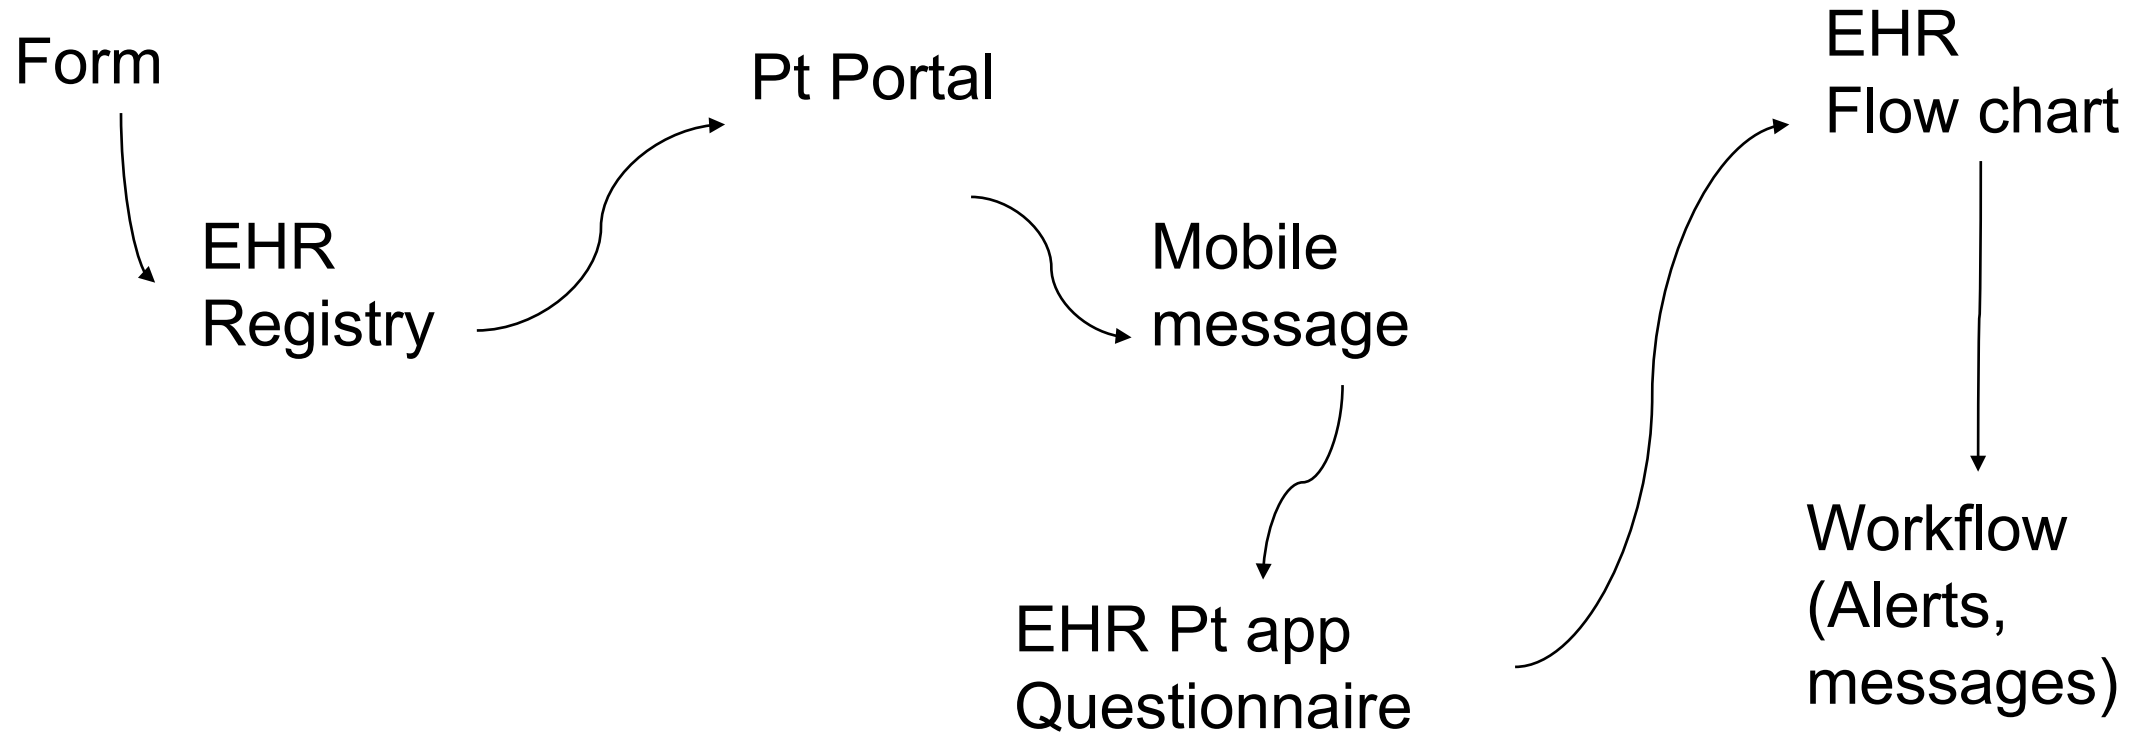 Form
EHR
Registry
Pt Portal
Mobile
message
EHR Pt app
Questionnaire
EHR
Flow chart
Workflow
(Alerts,
messages)